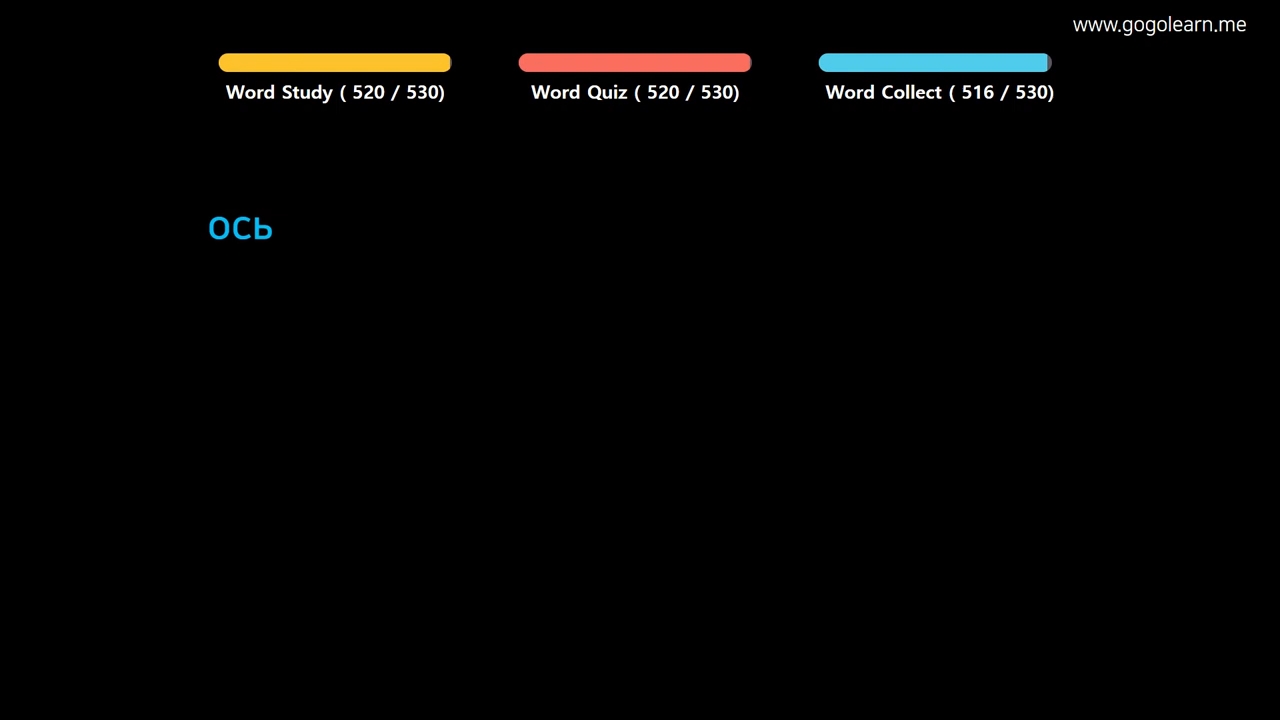 www.gogolearn.me
Word Study ( 520 / 530)
Word Quiz ( 520 / 530)
Word Collect ( 516 / 530)
ось